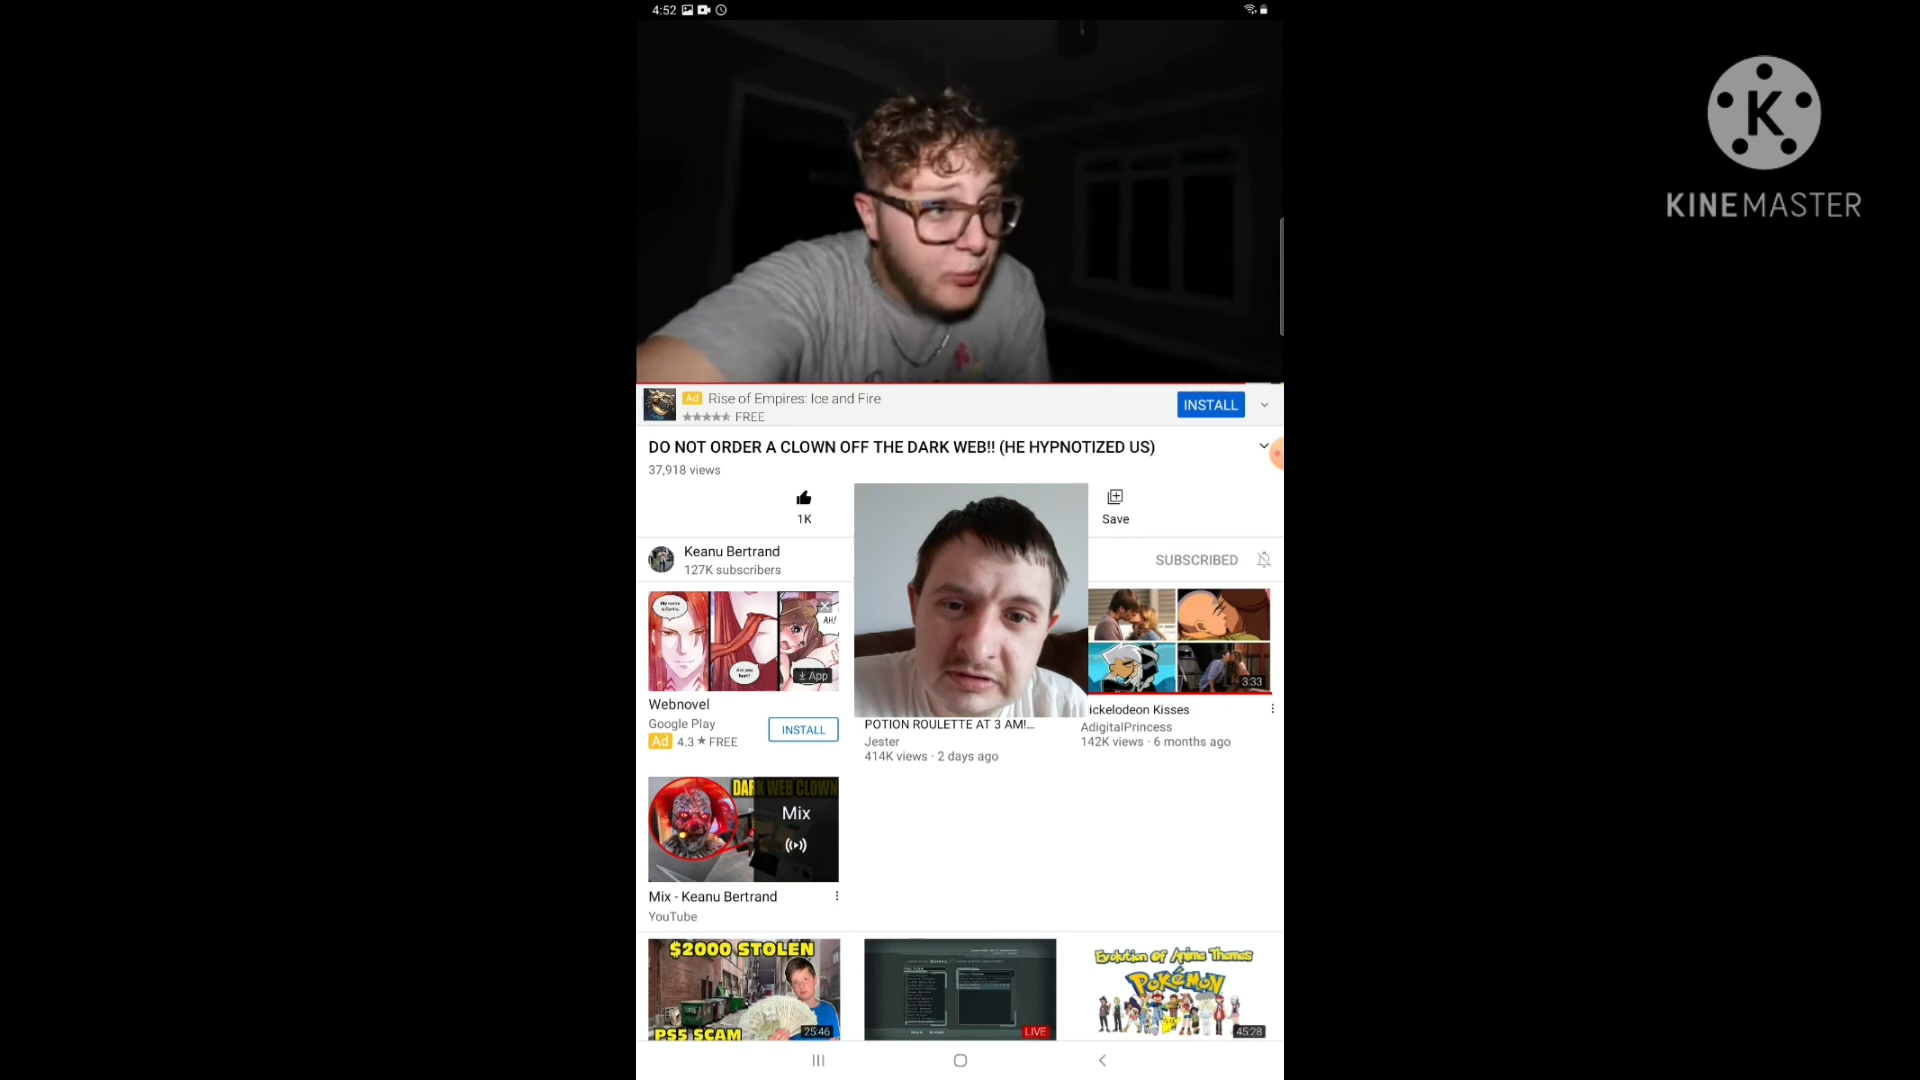 4:52
KINEMASTER
Ad Rise of Empires: Ice and Fire
FREE
INSTALL
DO NOT ORDER A CLOWN OFF THE DARK WEB!! (HE HYPNOTIZED US)
37,918 views
1K
Save
Keanu Bertrand
127K subscribers
SUBSCRIBED
AH!
App
3:33
Webnovel
Google Play
Ad 4.3 ★ FREE
INSTALL
POTION ROULETTE AT 3 AM!...
Jester
414K views · 2 days ago
ickelodeon Kisses
AdigitalPrincess
142K views · 6 months ago
DARK WEB CLOWN
Mix
Mix - Keanu Bertrand
YouTube
$2000 STOLEN
PS5 SCAM
25:46
LIVE
Evolution of Anime Themes
POKÉMON
45:28